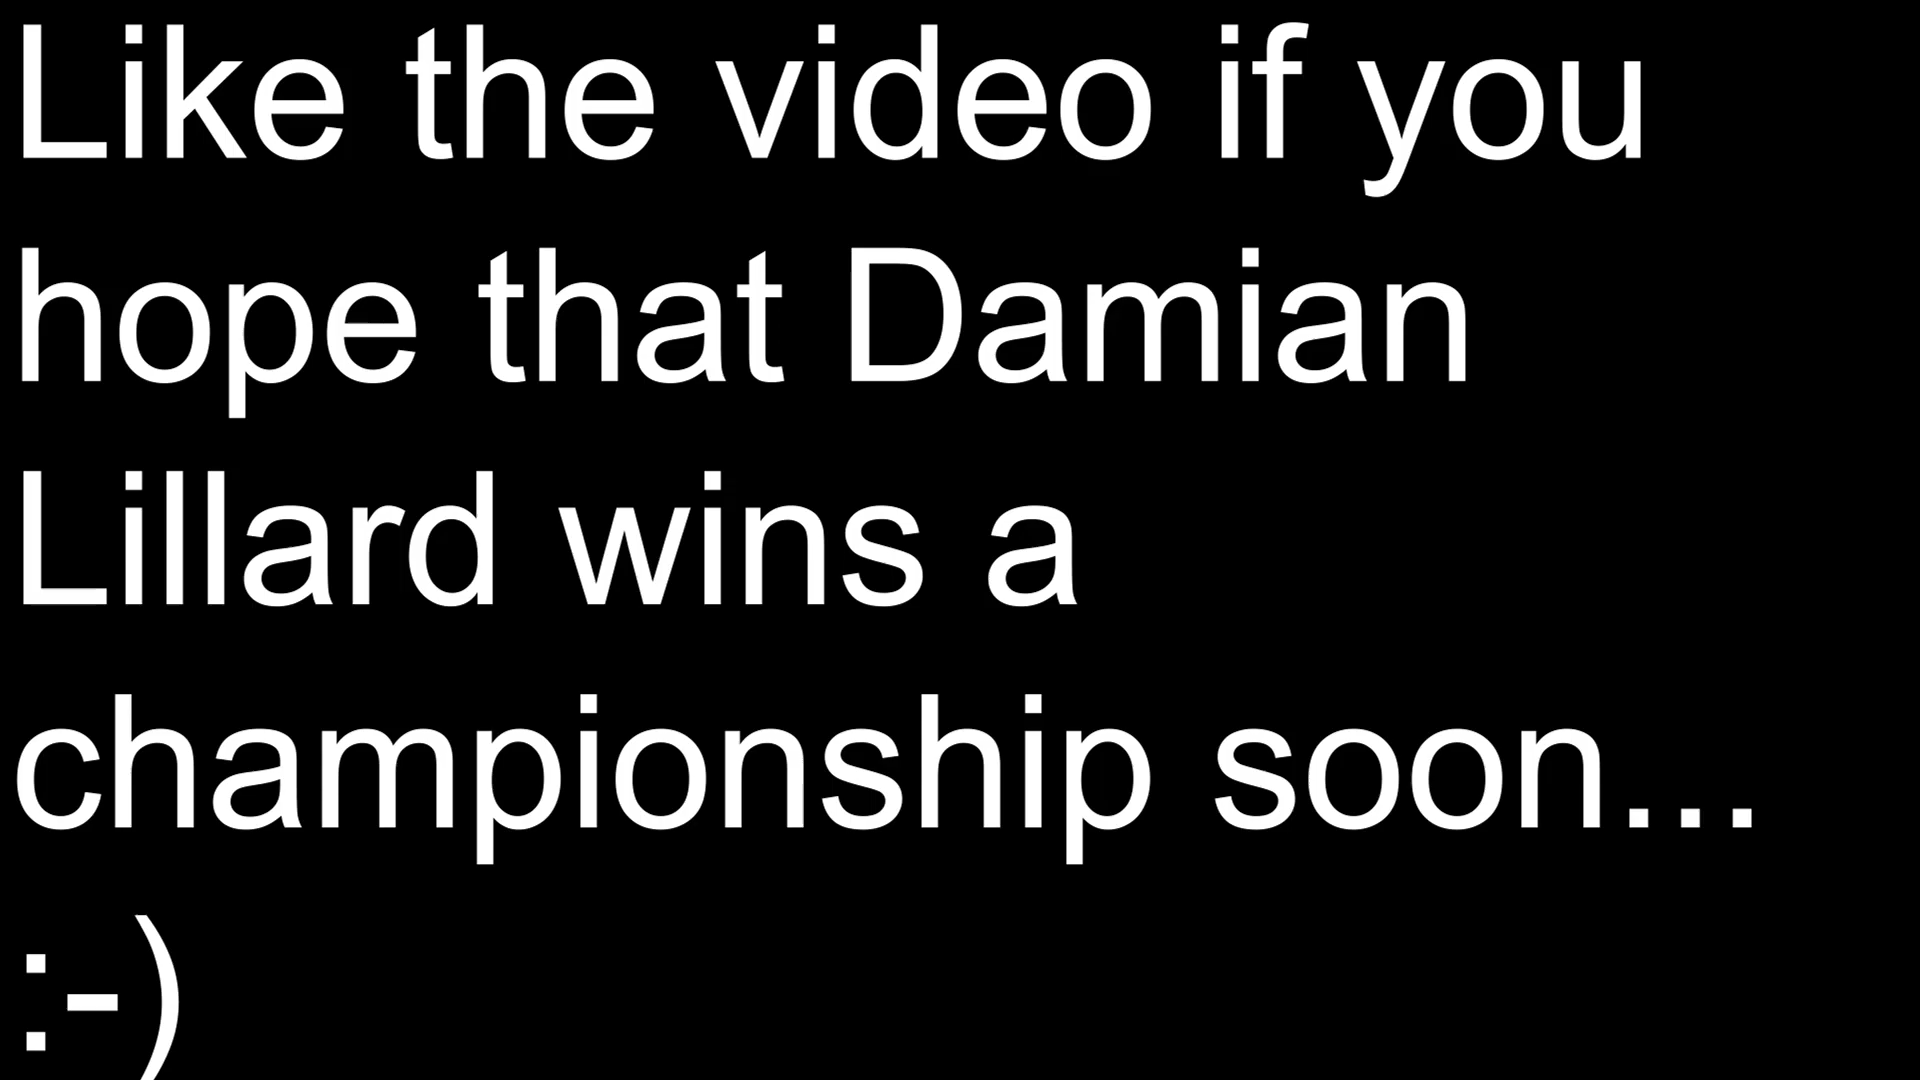 Like the video if you
hope that Damian
Lillard wins a
championship soon...
:-)